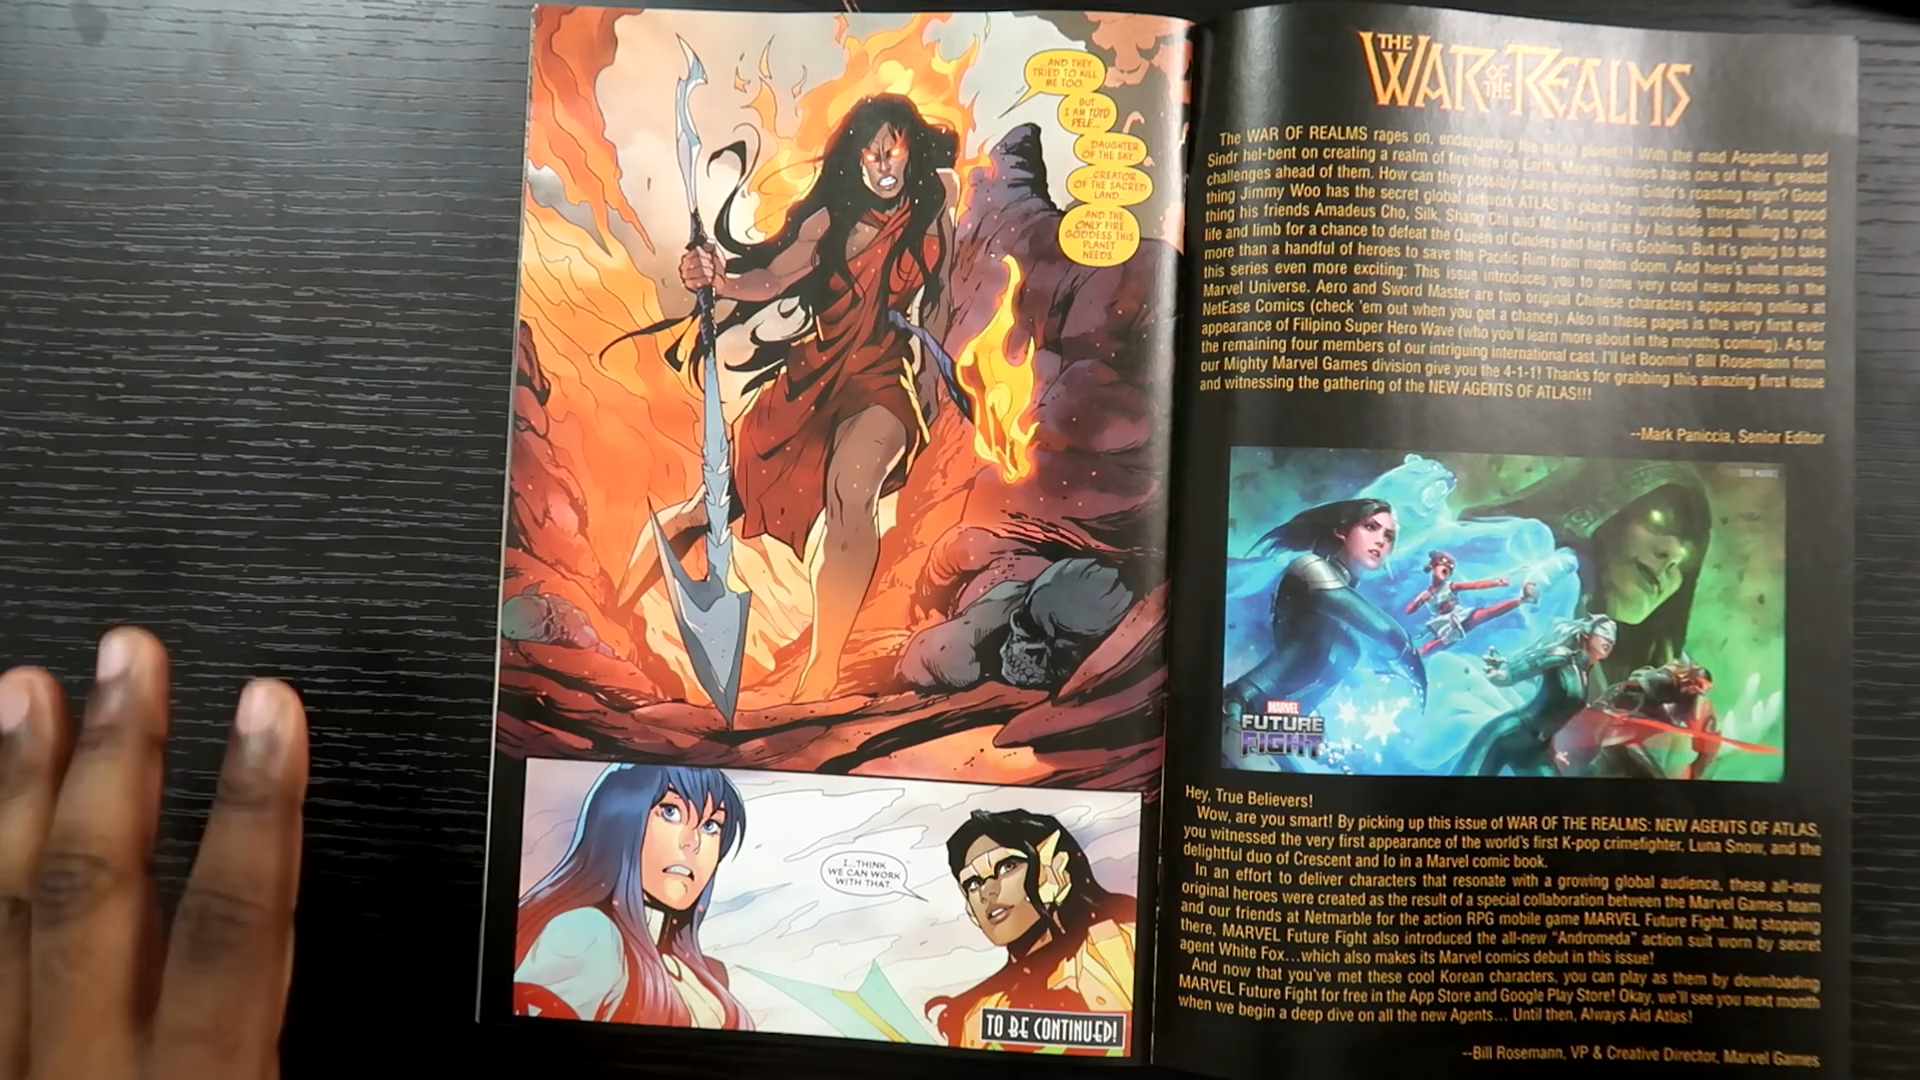 ...AND THEY
TRIED TO KILL
ME TOO.
BUT
I AM TŪTŪ
PELE...
DAUGHTER
OF THE SKY...
...CREATOR
OF THE SACRED
LAND...
...AND THE
ONLY FIRE
GODDESS THIS
PLANET
NEEDS.
I...THINK
WE CAN WORK
WITH THAT.
TO BE CONTINUED!
THE
WAR OF THE REALMS
The WAR OF REALMS rages on, endangering the entire planet!!! With the mad Asgardian god
Sindr hel-bent on creating a realm of fire here on Earth, heroes have one of their greatest
challenges ahead of them. How can they possibly save everyone from Sindr's roasting reign? Good
thing Jimmy Woo has the secret global network ATLAS in place for worldwide threats! And good
thing his friends Amadeus Cho, Silk, Shang Chi and Ms. Marvel are by his side and willing to risk
life and limb for a chance to defeat the Queen of Cinders and her Fire Goblins. But it's going to take
more than a handful of heroes to save the Pacific Rim from molten doom. And here's what makes
this series even more exciting: This issue introduces you to some very cool new heroes in the
Marvel Universe. Aero and Sword Master are two original Chinese characters appearing online at
NetEase Comics (check 'em out when you get a chance). Also in these pages is the very first ever
appearance of Filipino Super Hero Wave (who you'll learn more about in the months coming). As for
the remaining four members of our intriguing international cast, I'll let Boomin' Bill Rosemann from
our Mighty Marvel Games division give you the 4-1-1! Thanks for grabbing this amazing first issue
and witnessing the gathering of the NEW AGENTS OF ATLAS!!!
--Mark Paniccia, Senior Editor
MARVEL
FUTURE
FIGHT
Hey, True Believers!
Wow, are you smart! By picking up this issue of WAR OF THE REALMS: NEW AGENTS OF ATLAS,
you witnessed the very first appearance of the world's first K-pop crimefighter, Luna Snow, and the
delightful duo of Crescent and Io in a Marvel comic book.
In an effort to deliver characters that resonate with a growing global audience, these all-new
original heroes were created as the result of a special collaboration between the Marvel Games team
and our friends at Netmarble for the action RPG mobile game MARVEL Future Fight. Not stopping
there, MARVEL Future Fight also introduced the all-new "Andromeda" action suit worn by secret
agent White Fox...which also makes its Marvel comics debut in this issue!
And now that you've met these cool Korean characters, you can play as them by downloading
MARVEL Future Fight for free in the App Store and Google Play Store! Okay, we'll see you next month
when we begin a deep dive on all the new Agents... Until then, Always Aid Atlas!
--Bill Rosemann, VP & Creative Director, Marvel Games